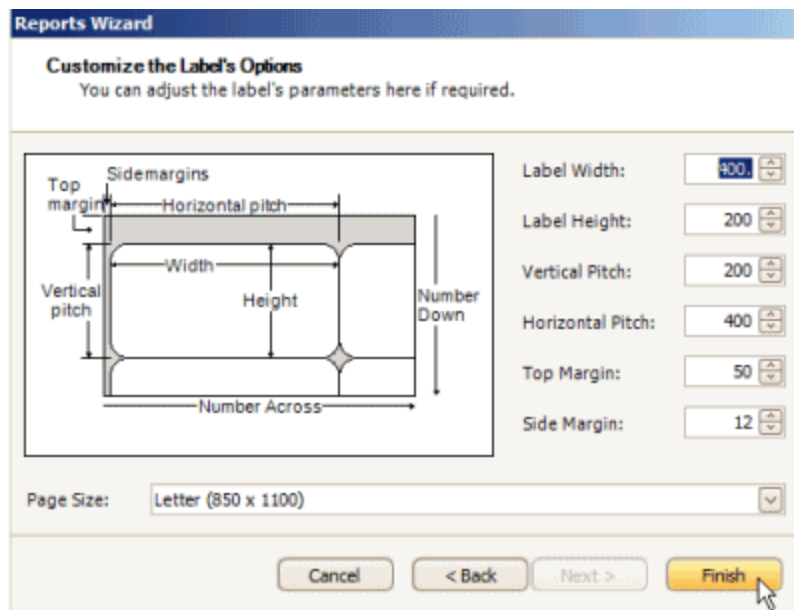 Reports Wizard
Customize the Label's Options
You can adjust the label's parameters here if required.
Sidemargins
Top
margin
Horizontal pitch
Width
Vertical
pitch
Height
Number
Down
Number Across
Label Width: 400.
Label Height: 200
Vertical Pitch: 200
Horizontal Pitch: 400
Top Margin: 50
Side Margin: 12
Page Size: Letter (850 x 1100)
Cancel < Back Next > Finish